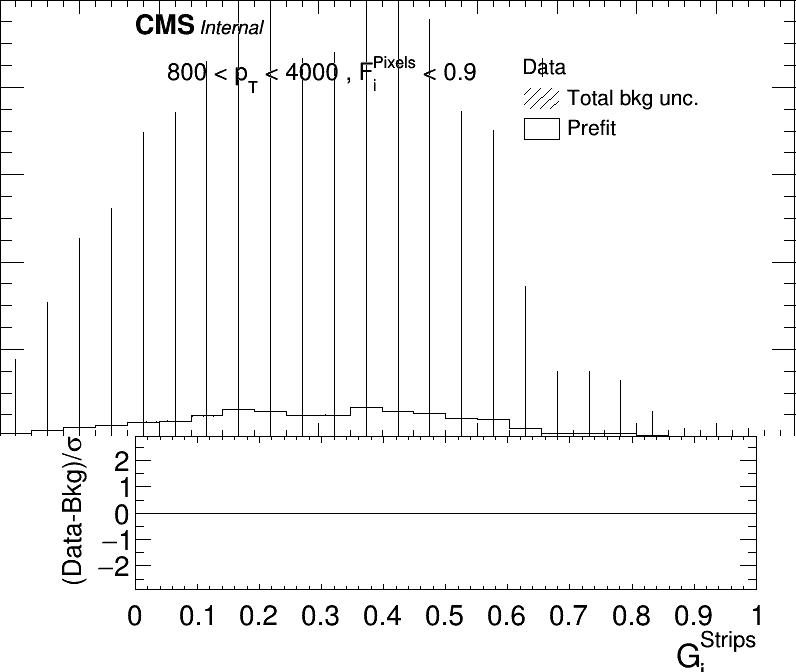 CMS Internal
800 < p_T < 4000 , F_i^Pixels < 0.9
Data
Total bkg unc.
Prefit
(Data-Bkg)/σ
2
1
0
−1
−2
0 0.1 0.2 0.3 0.4 0.5 0.6 0.7 0.8 0.9 1
G_i^Strips